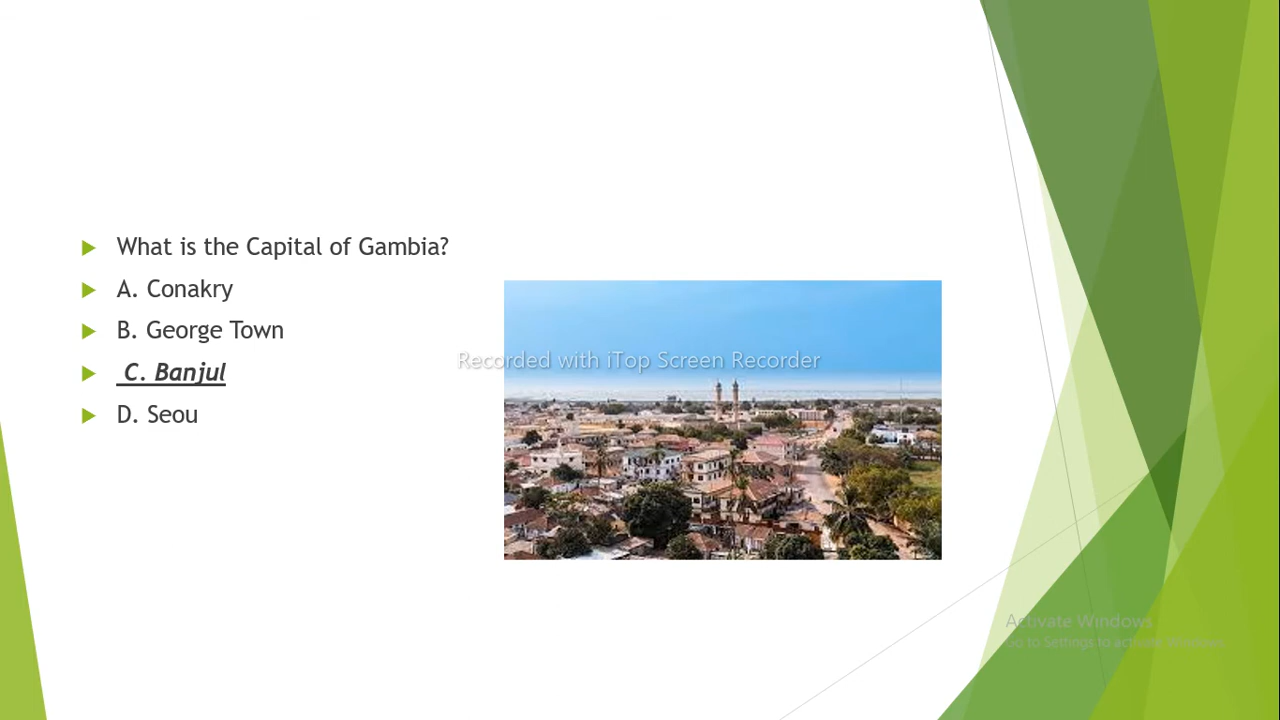 What is the Capital of Gambia?
A. Conakry
B. George Town
C. Banjul
D. Seou
Recorded with iTop Screen Recorder
Activate Windows
Go to Settings to activate Windows.